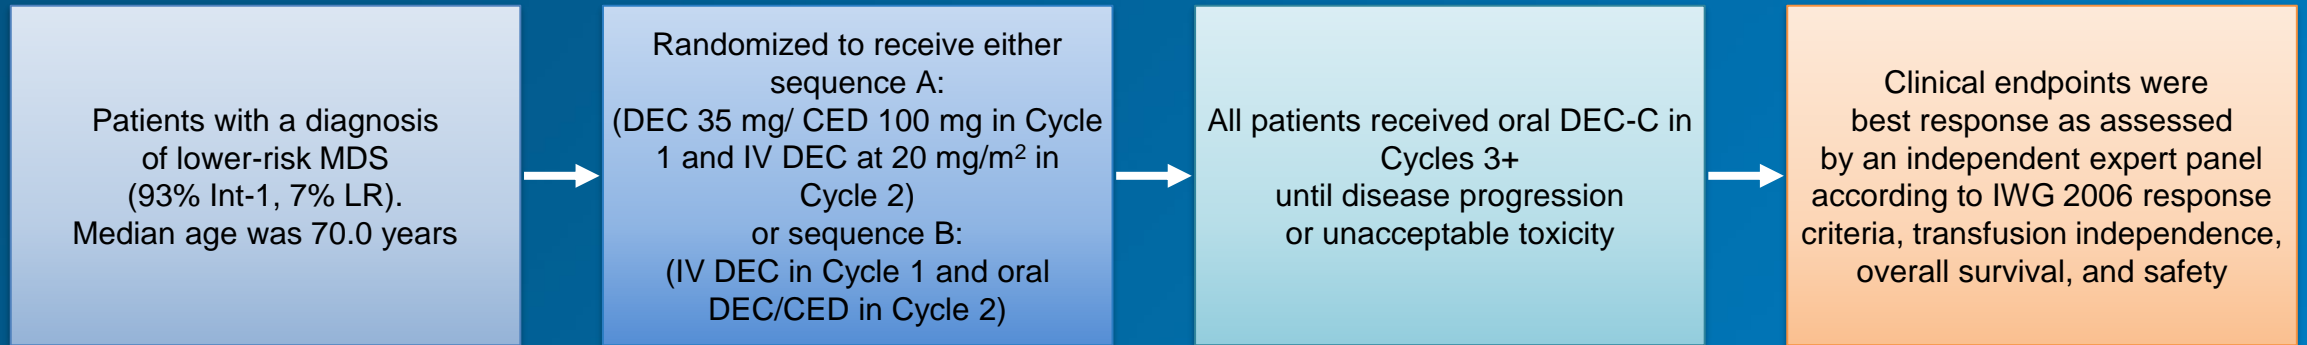 Patients with a diagnosis
of lower-risk MDS
(93% Int-1, 7% LR).
Median age was 70.0 years
Randomized to receive either
sequence A:
(DEC 35 mg/ CED 100 mg in Cycle
1 and IV DEC at 20 mg/m² in
Cycle 2)
or sequence B:
(IV DEC in Cycle 1 and oral
DEC/CED in Cycle 2)
All patients received oral DEC-C in
Cycles 3+
until disease progression
or unacceptable toxicity
Clinical endpoints were
best response as assessed
by an independent expert panel
according to IWG 2006 response
criteria, transfusion independence,
overall survival, and safety